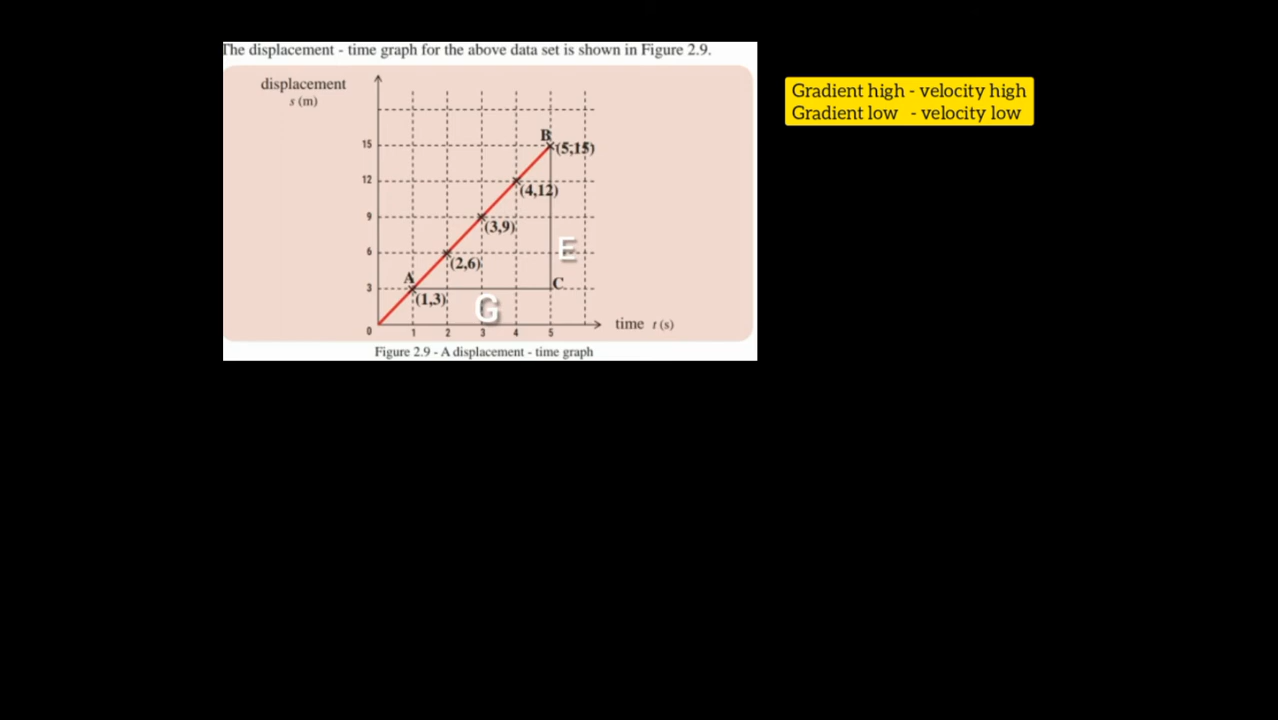 The displacement - time graph for the above data set is shown in Figure 2.9.
displacement
s (m)
Gradient high - velocity high
Gradient low - velocity low
B
15
(5,15)
12
(4,12)
9
(3,9)
E
6
(2,6)
A
C
3
(1,3)
G
0
1
2
3
4
5
time t (s)
Figure 2.9 - A displacement - time graph